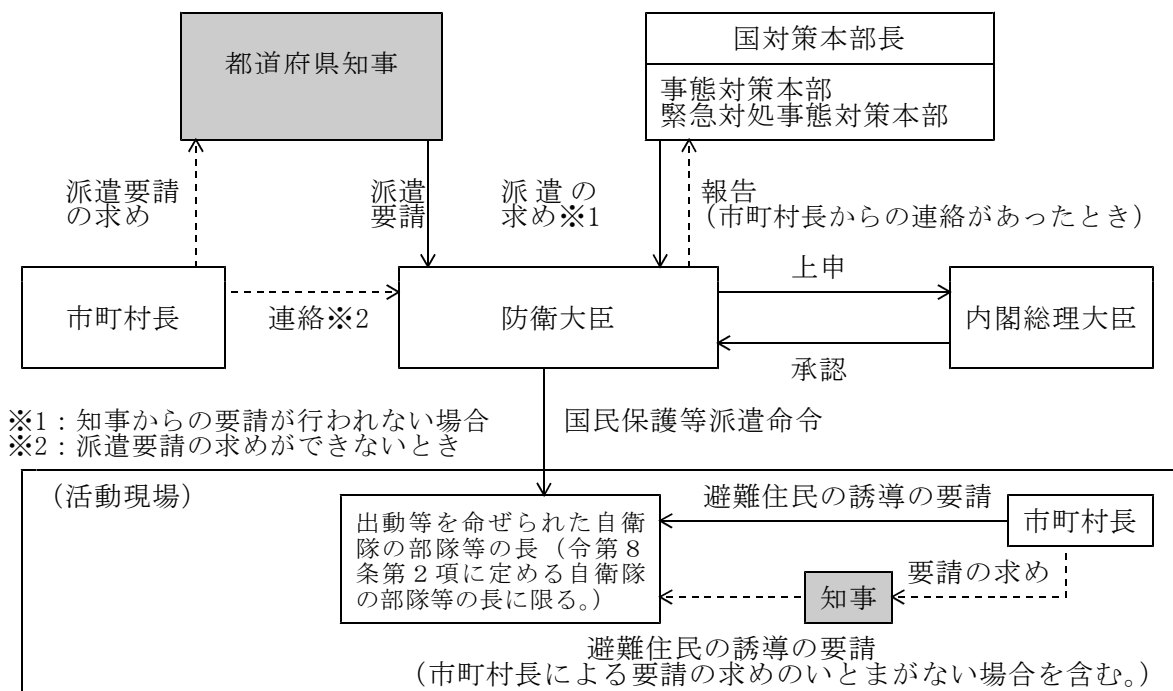 都道府県知事
国対策本部長
事態対策本部
緊急対処事態対策本部
派遣要請
の求め
派遣
要請
派遣の
求め※1
報告
(市町村長からの連絡があったとき)
市町村長
連絡※2
防衛大臣
上申
承認
内閣総理大臣
※1：知事からの要請が行われない場合
※2：派遣要請の求めができないとき
国民保護等派遣命令
(活動現場)
出動等を命ぜられた自衛
隊の部隊等の長（令第８
条第２項に定める自衛隊
の部隊等の長に限る。）
避難住民の誘導の要請
市町村長
要請の求め
知事
避難住民の誘導の要請
(市町村長による要請の求めのいとまがない場合を含む。)